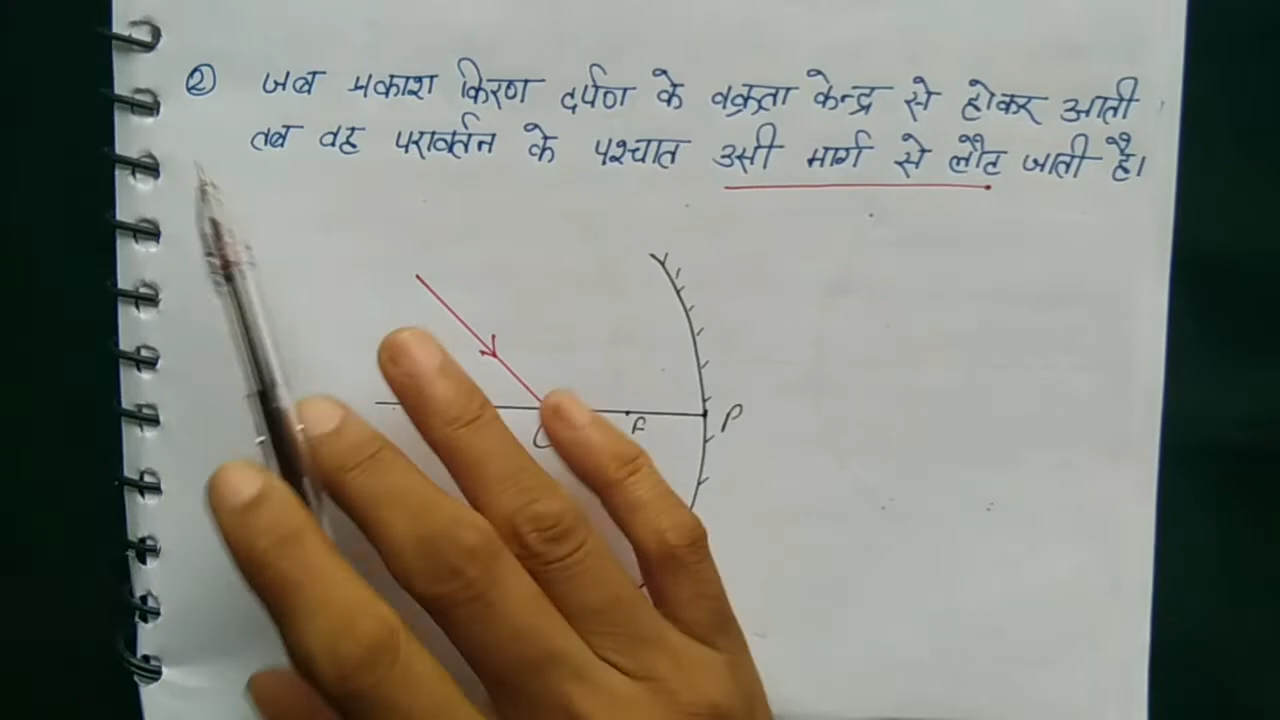 ② जब प्रकाश किरण दर्पण के वक्रता केन्द्र से होकर आती
तब वह परावर्तन के पश्चात उसी मार्ग से लौट जाती है।
C F P